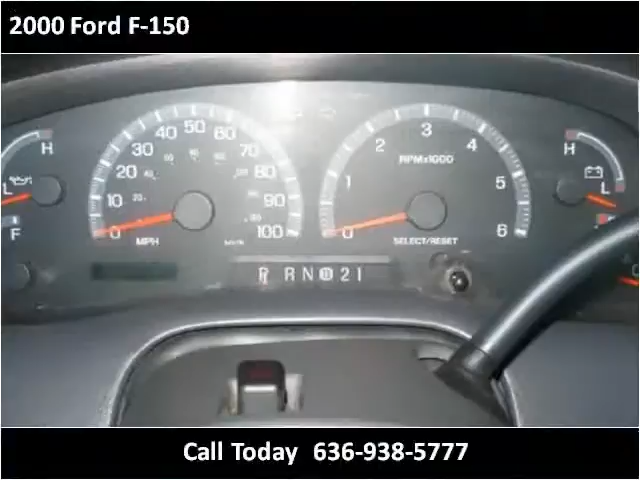 2000 Ford F-150
H
L
F
0 10 20 30 40 50 60 70 80 90 100
MPH
20
0 1 2 3 4 5 6
RPMx1000
SELECT/RESET
H
L
P R N D 2 1
Call Today 636-938-5777